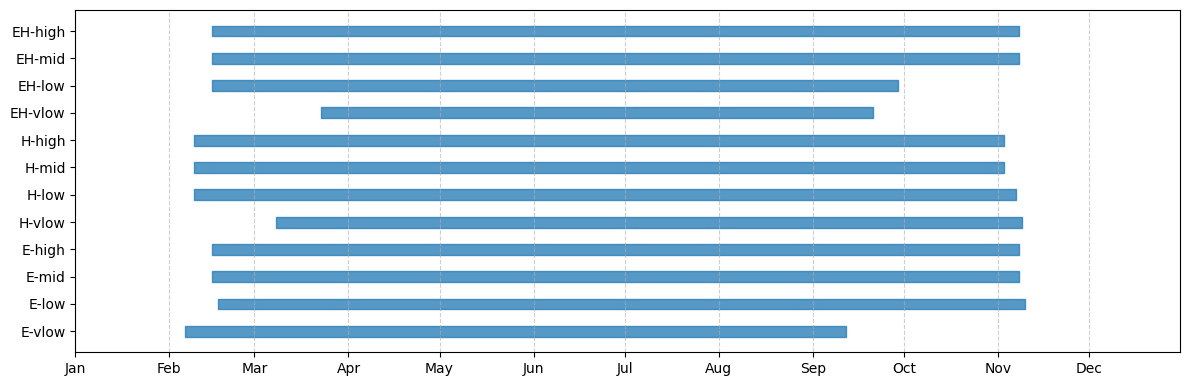 EH-high
EH-mid
EH-low
EH-vlow
H-high
H-mid
H-low
H-vlow
E-high
E-mid
E-low
E-vlow
Jan Feb Mar Apr May Jun Jul Aug Sep Oct Nov Dec